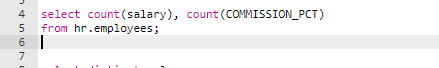 4 select count(salary), count(COMMISSION_PCT)
5 from hr.employees;
6
7